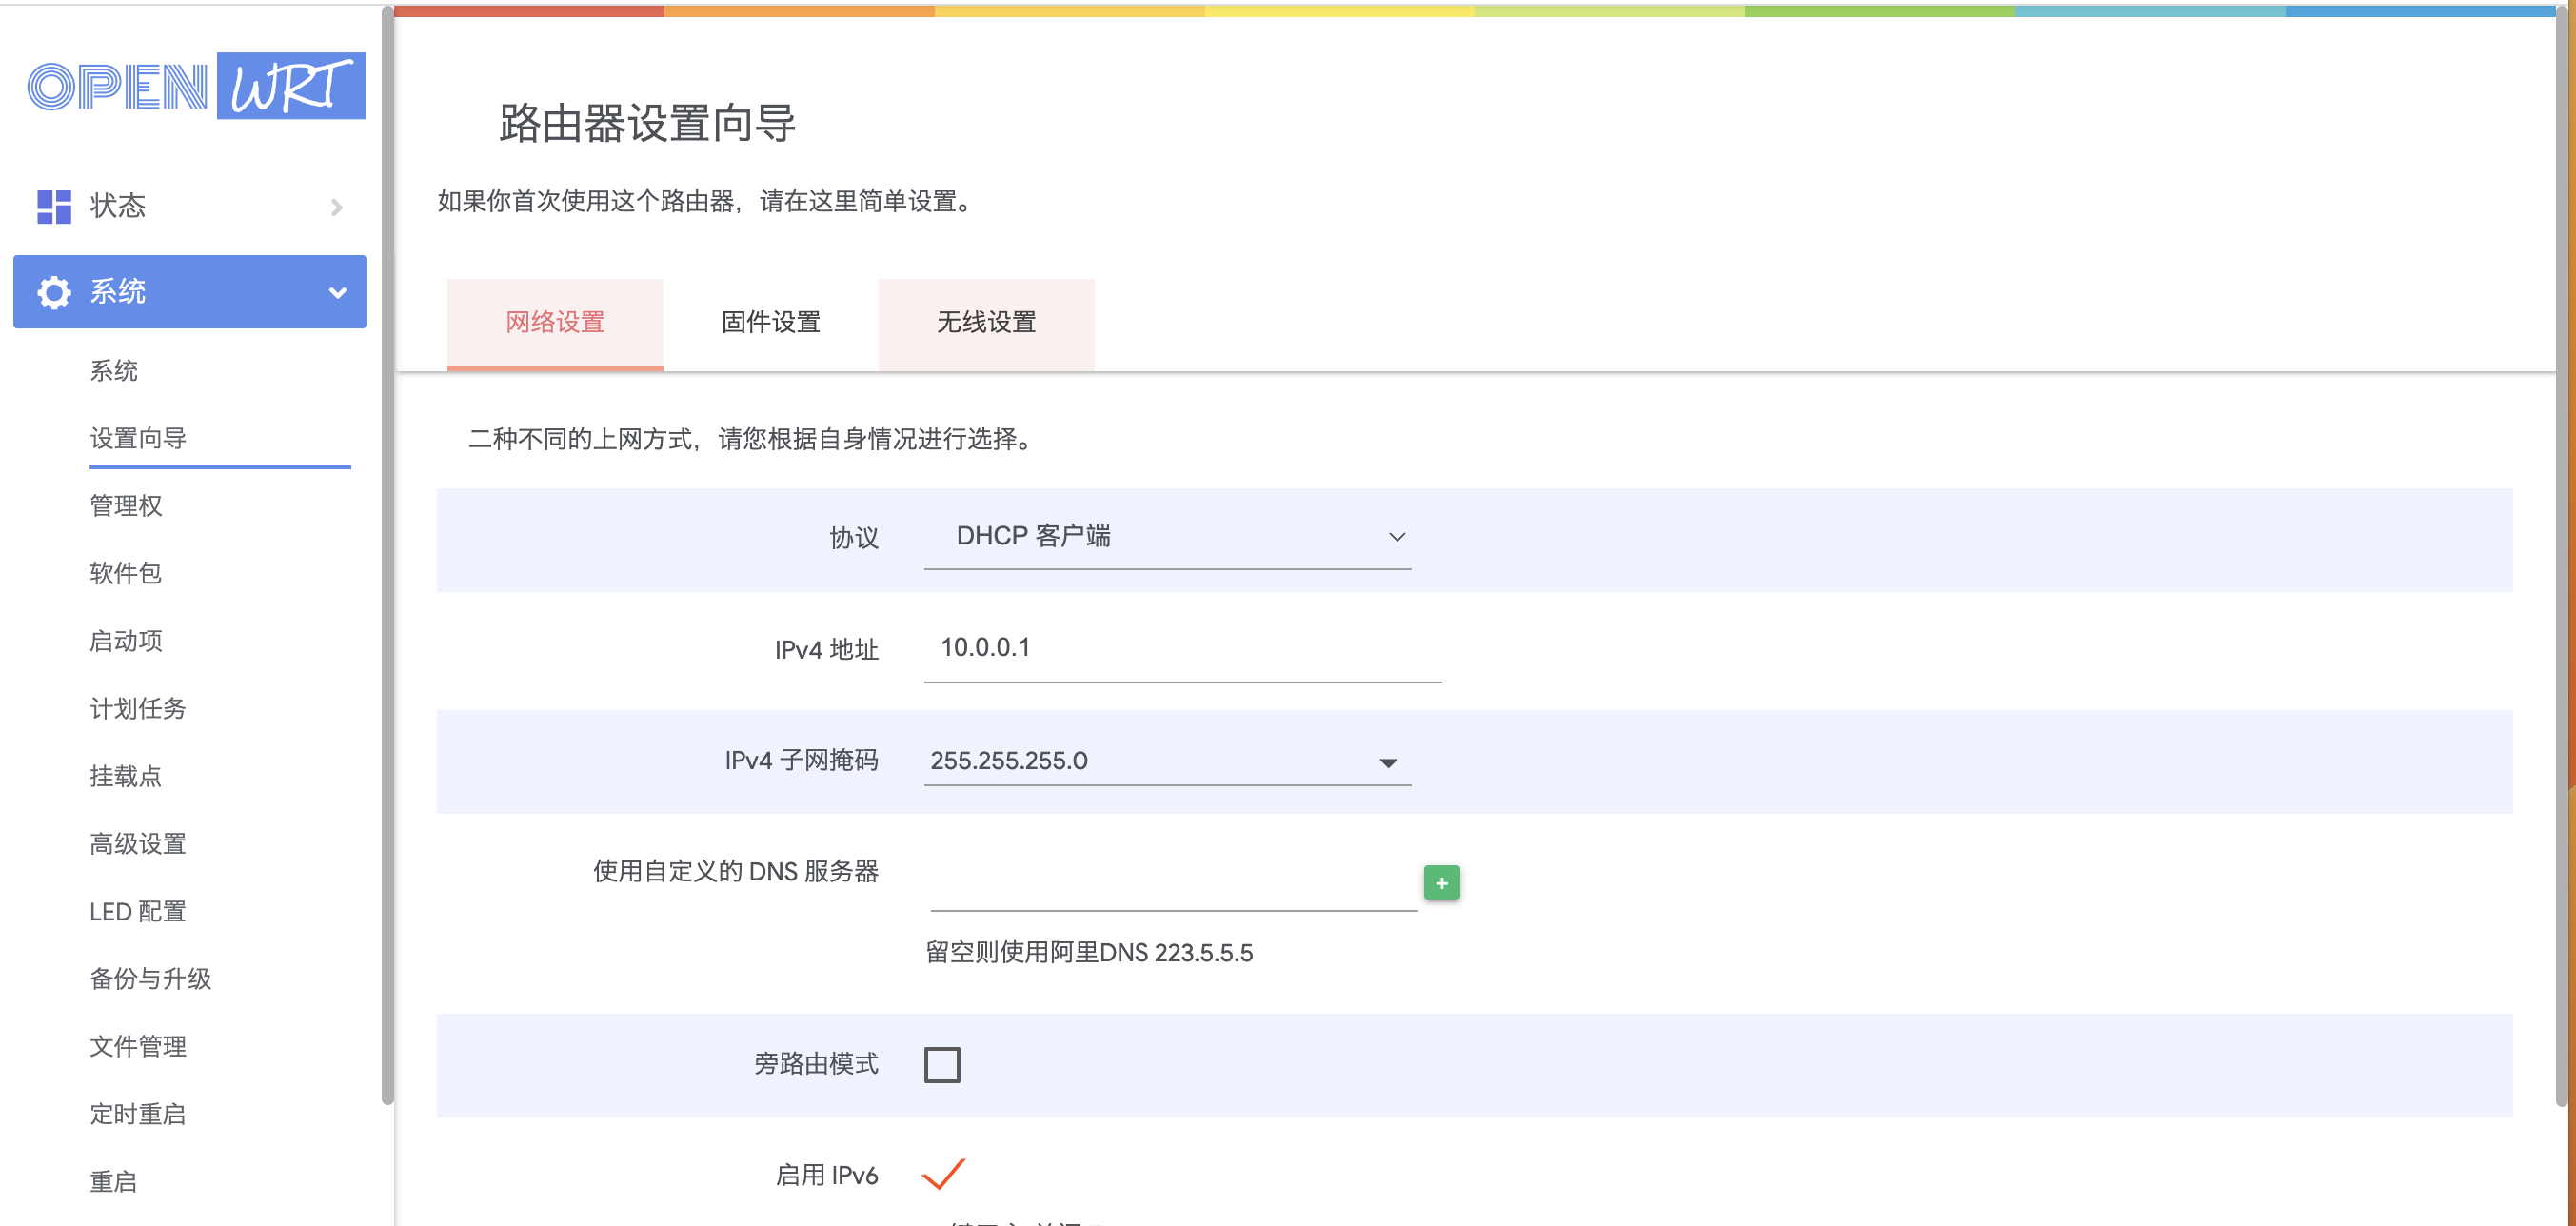 OPENWRT
状态
系统
系统
设置向导
管理权
软件包
启动项
计划任务
挂载点
高级设置
LED 配置
备份与升级
文件管理
定时重启
重启
路由器设置向导
如果你首次使用这个路由器，请在这里简单设置。
网络设置
固件设置
无线设置
二种不同的上网方式，请您根据自身情况进行选择。
协议
DHCP 客户端
IPv4 地址
10.0.0.1
IPv4 子网掩码
255.255.255.0
使用自定义的 DNS 服务器
+
留空则使用阿里DNS 223.5.5.5
旁路由模式
启用 IPv6